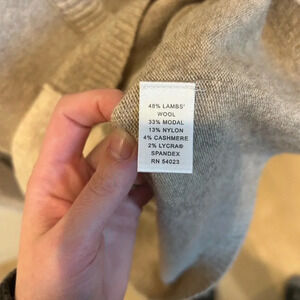 48% LAMBS'
WOOL
33% MODAL
13% NYLON
4% CASHMERE
2% LYCRA®
SPANDEX
RN 54023